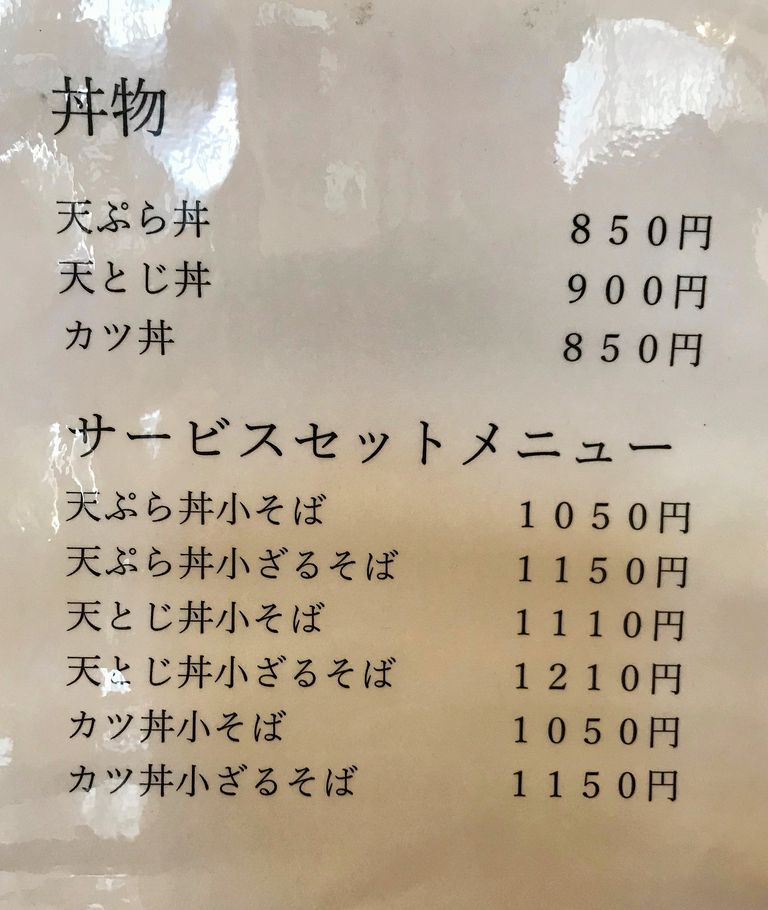 丼物
天ぷら丼 850円
天とじ丼 900円
カツ丼 850円
サービスセットメニュー
天ぷら丼小そば 1050円
天ぷら丼小ざるそば 1150円
天とじ丼小そば 1110円
天とじ丼小ざるそば 1210円
カツ丼小そば 1050円
カツ丼小ざるそば 1150円